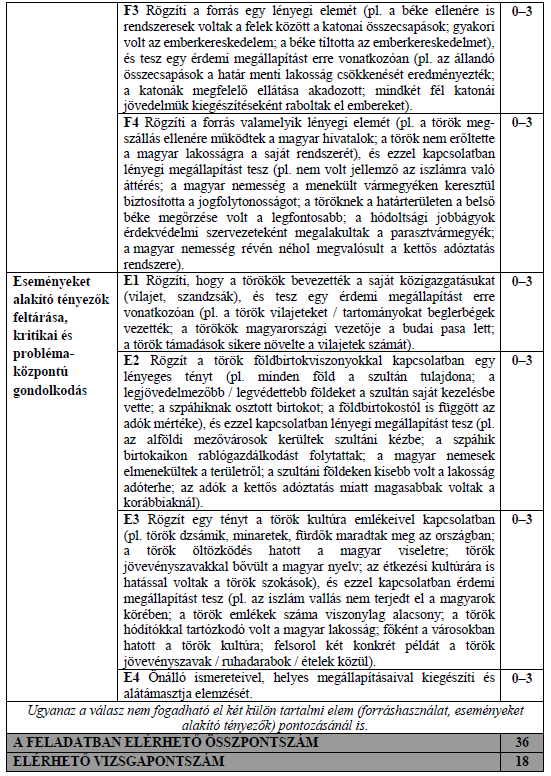 F3 Rögzíti a forrás egy lényegi elemét (pl. a béke ellenére is
rendszeresek voltak a felek között a katonai összecsapások; gyakori
volt az emberkereskedelem; a béke tiltotta az emberkereskedelmet),
és tesz egy érdemi megállapítást erre vonatkozóan (pl. az állandó
összecsapások a határ menti lakosság csökkenését eredményezték;
a katonák megfelelő ellátása akadozott; mindkét fél katonái
jövedelmük kiegészítéseként raboltak el embereket).
0–3
F4 Rögzíti a forrás valamelyik lényegi elemét (pl. a török meg-
szállás ellenére működtek a magyar hivatalok; a török nem erőltette
a magyar lakosságra a saját rendszerét), és ezzel kapcsolatban
lényegi megállapítást tesz (pl. nem volt jellemző az iszlámra való
áttérés; a magyar nemesség a menekült vármegyéken keresztül
biztosította a jogfolytonosságot; a töröknek a határterületen a belső
béke megőrzése volt a legfontosabb; a hódoltsági jobbágyok
érdekvédelmi szervezeteként megalakultak a parasztvármegyék;
a magyar nemesség révén néhol megvalósult a kettős adóztatás
rendszere).
0–3
Eseményeket
alakító tényezők
feltárása,
kritikai és
probléma-
központú
gondolkodás
E1 Rögzíti, hogy a törökök bevezették a saját közigazgatásukat
(vilajet, szandzsák), és tesz egy érdemi megállapítást erre
vonatkozóan (pl. a török vilajeteket / tartományokat beglerbégek
vezették; a törökök magyarországi vezetője a budai pasa lett;
a török támadások sikere növelte a vilajetek számát).
0–3
E2 Rögzít a török földbirtokviszonyokkal kapcsolatban egy
lényeges tényt (pl. minden föld a szultán tulajdona; a
legjövedelmezőbb / legvédettebb földeket a szultán saját kezelésbe
vette; a szpáhiknak osztott birtokot; a földbirtokostól is függött az
adók mértéke), és ezzel kapcsolatban lényegi megállapítást tesz (pl.
az alföldi mezővárosok kerültek szultáni kézbe; a szpáhik
birtokaikon rablógazdálkodást folytattak; a magyar nemesek
elmenekültek a területről; a szultáni földeken kisebb volt a lakosság
adóterhe; az adók a kettős adóztatás miatt magasabbak voltak a
korábbiaknál).
0–3
E3 Rögzít egy tényt a török kultúra emlékeivel kapcsolatban
(pl. török dzsámik, minaretek, fürdők maradtak meg az országban;
a török öltözködés hatott a magyar viseletre; török
jövevényszavakkal bővült a magyar nyelv; az étkezési kultúrára is
hatással voltak a török szokások), és ezzel kapcsolatban érdemi
megállapítást tesz (pl. az iszlám vallás nem terjedt el a magyarok
körében; a török emlékek száma viszonylag alacsony; a török
hódítókkal tartózkodó volt a magyar lakosság; főként a városokban
hatott a török kultúra; felsorol két konkrét példát a török
jövevényszavak / ruhadarabok / ételek közül).
0–3
E4 Önálló ismereteivel, helyes megállapításaival kiegészíti és
alátámasztja elemzését.
0–3
Ugyanaz a válasz nem fogadható el két külön tartalmi elem (forráshasználat, eseményeket
alakító tényezők) pontozásánál is.
A FELADATBAN ELÉRHETŐ ÖSSZPONTSZÁM 36
ELÉRHETŐ VIZSGAPONTSZÁM 18